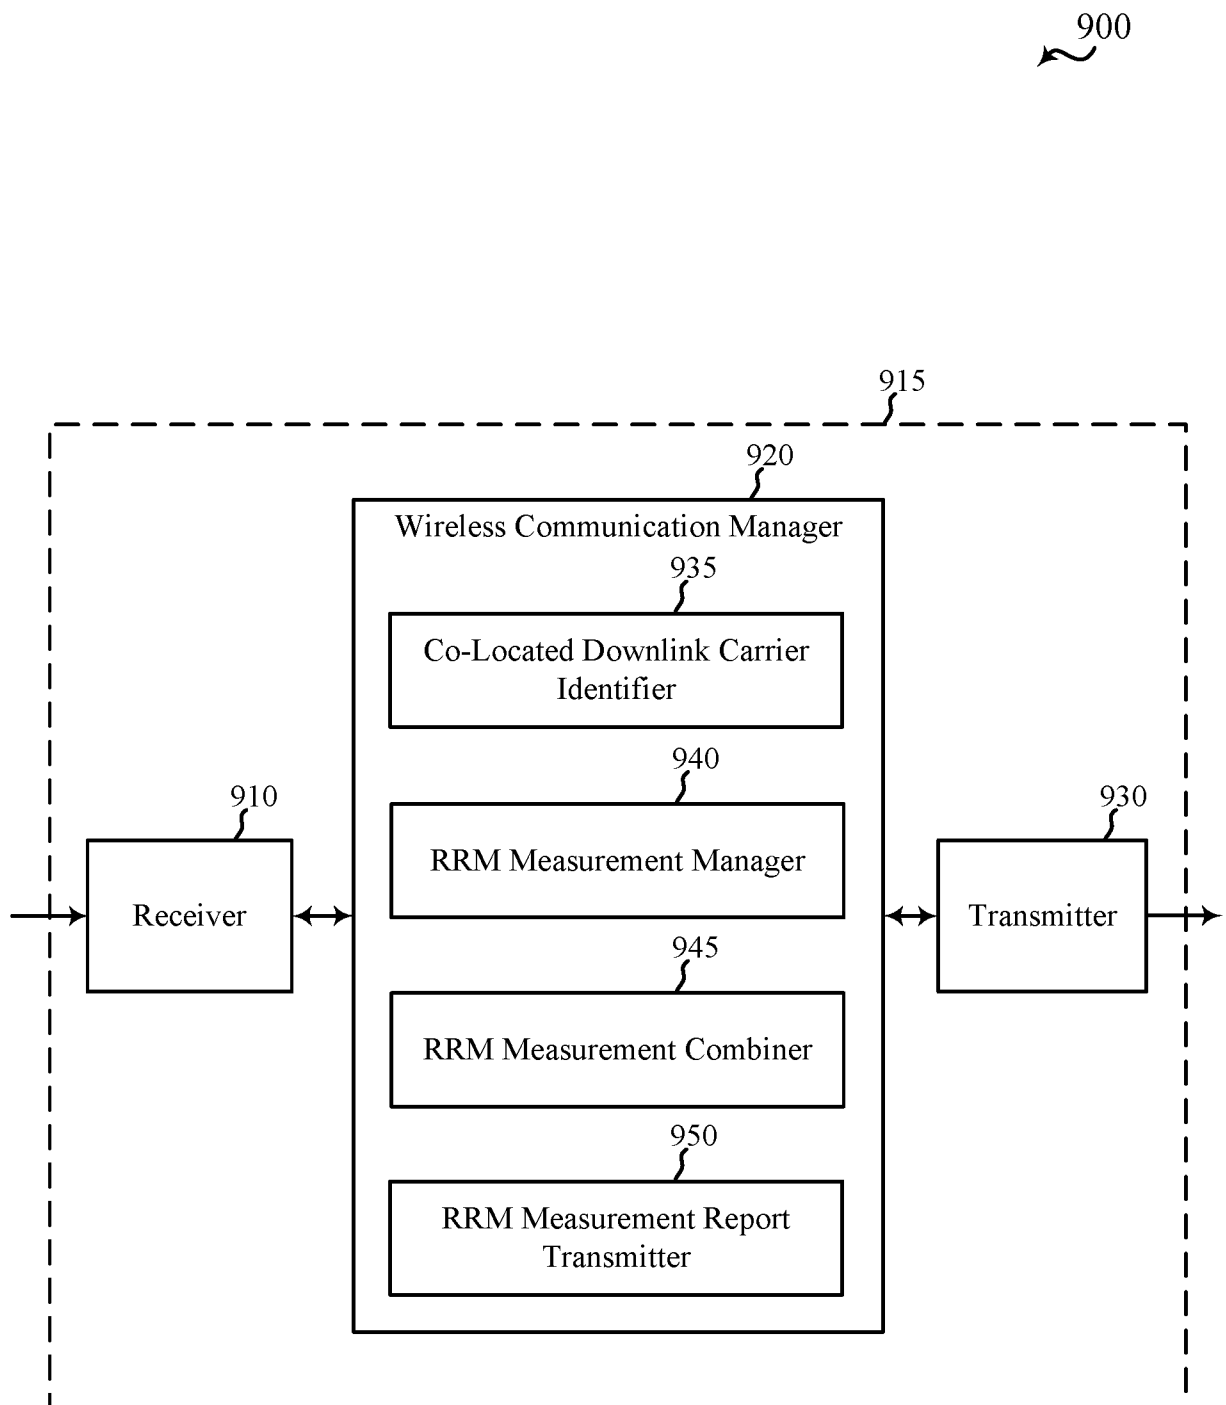 900
915
920
Wireless Communication Manager
935
Co-Located Downlink Carrier
Identifier
940
RRM Measurement Manager
910
Receiver
930
Transmitter
945
RRM Measurement Combiner
950
RRM Measurement Report
Transmitter